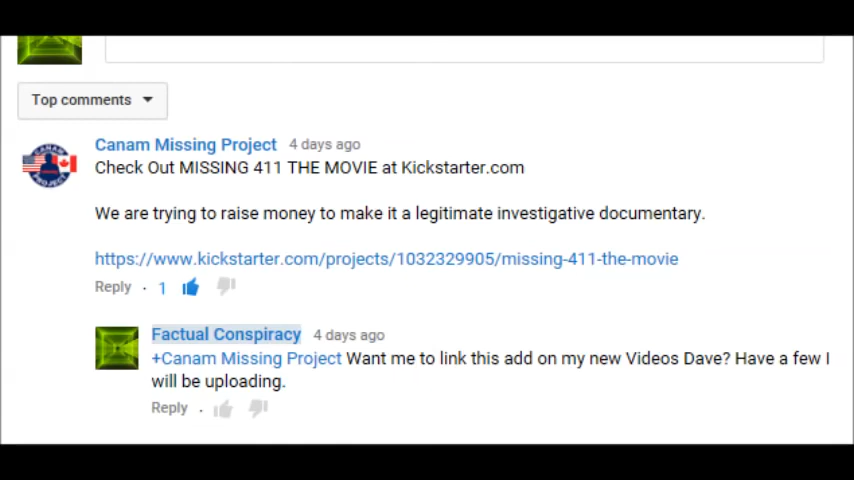 Top comments
Canam Missing Project 4 days ago
Check Out MISSING 411 THE MOVIE at Kickstarter.com
We are trying to raise money to make it a legitimate investigative documentary.
https://www.kickstarter.com/projects/1032329905/missing-411-the-movie
Reply · 1
Factual Conspiracy 4 days ago
+Canam Missing Project Want me to link this add on my new Videos Dave? Have a few I
will be uploading.
Reply ·
CANAM
PROJECT